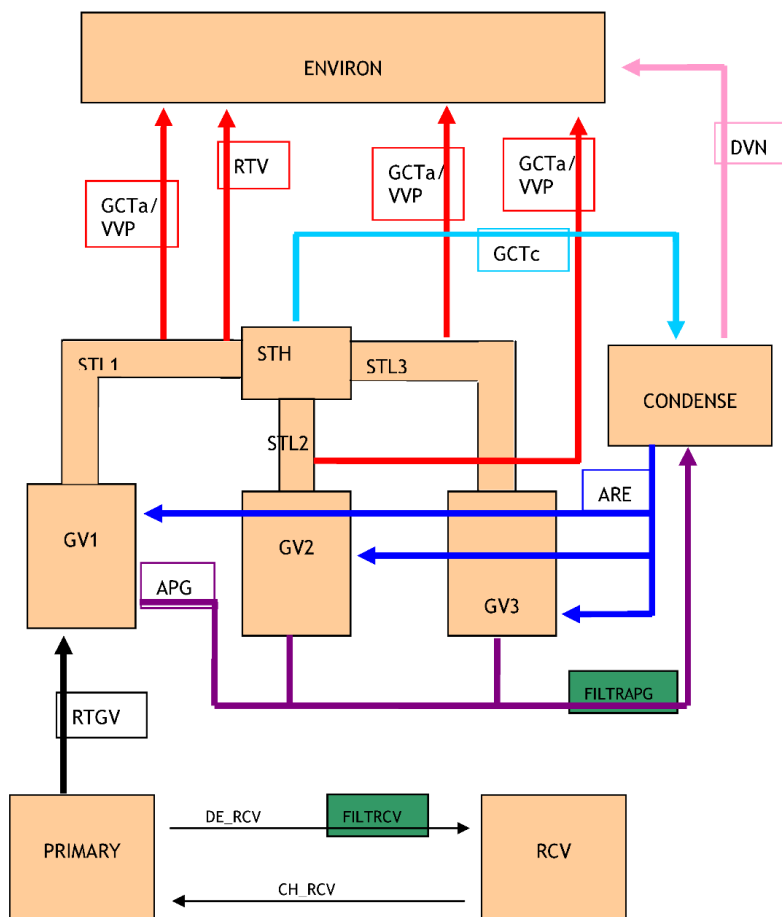 ENVIRON
DVN
RTV
GCTa/
VVP
GCTa/
VVP
GCTa/
VVP
GCTc
STH
STL1
STL3
CONDENSE
STL2
ARE
GV1
GV2
APG
GV3
FILTRAPG
RTGV
DE_RCV
FILTRCV
PRIMARY
RCV
CH_RCV